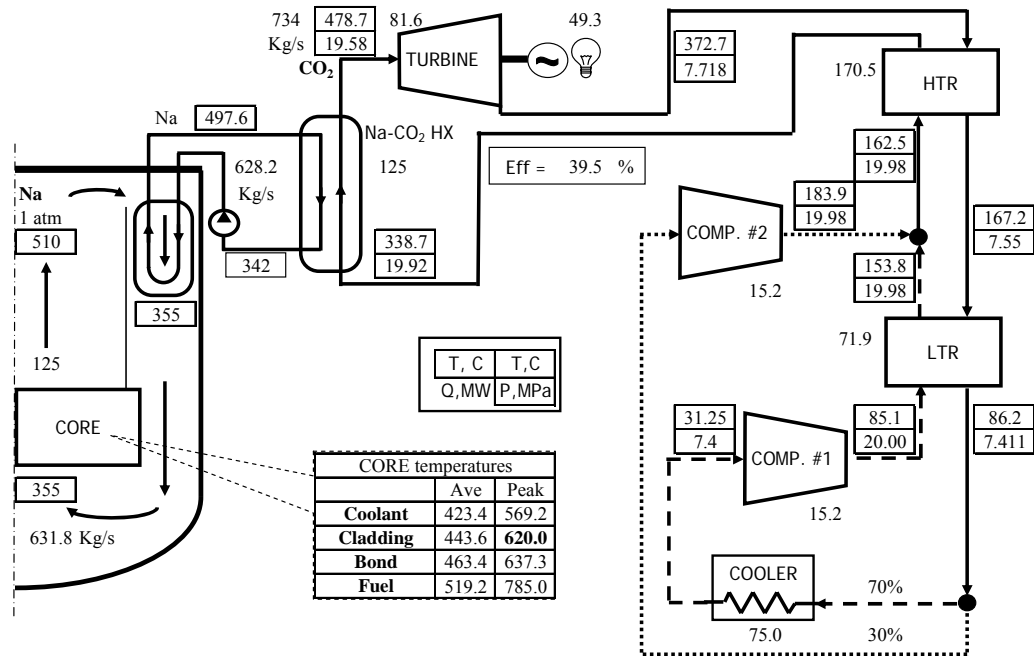 734
Kg/s
478.7
19.58
CO2
81.6
TURBINE
49.3
~
372.7
7.718
170.5
HTR
Na
497.6
Na-CO2 HX
125
628.2
Kg/s
Eff = 39.5 %
162.5
19.98
183.9
19.98
COMP. #2
15.2
167.2
7.55
Na
1 atm
510
342
338.7
19.92
153.8
19.98
355
125
71.9
LTR
T, C T,C
Q,MW P,MPa
CORE
31.25
7.4
COMP. #1
15.2
85.1
20.00
86.2
7.411
355
631.8 Kg/s
CORE temperatures
Ave Peak
Coolant 423.4 569.2
Cladding 443.6 620.0
Bond 463.4 637.3
Fuel 519.2 785.0
COOLER
75.0
70%
30%